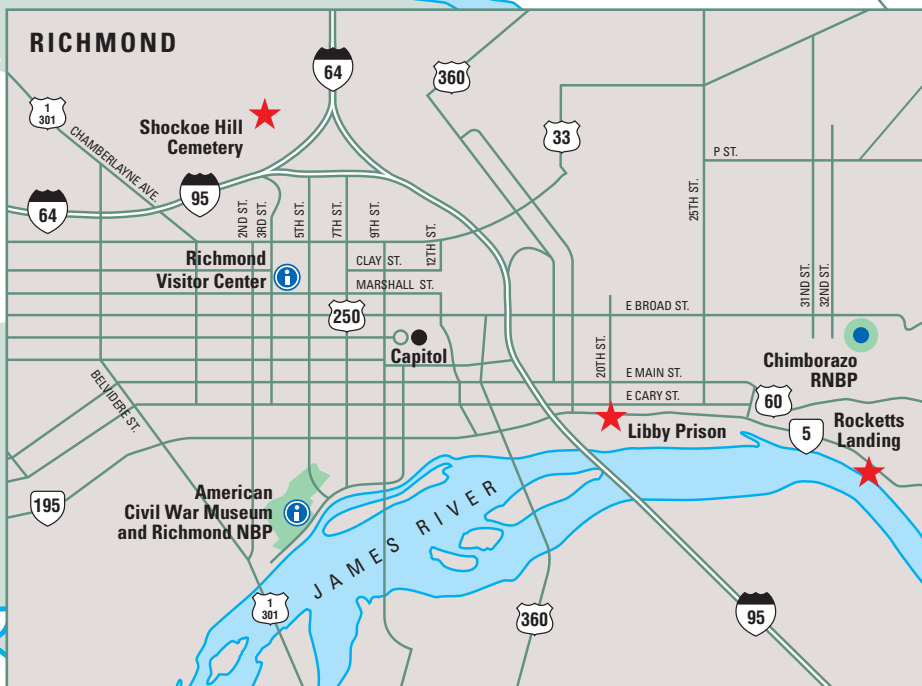 RICHMOND
64
360
1
301
Shockoe Hill
Cemetery
33
CHAMBERLAYNE AVE.
P ST.
95
64
2ND ST.
3RD ST.
5TH ST.
7TH ST.
9TH ST.
12TH ST.
25TH ST.
31ND ST.
32ND ST.
Richmond
Visitor Center
i
CLAY ST.
MARSHALL ST.
250
E BROAD ST.
20TH ST.
Capitol
Chimborazo
RNBP
BELVIDERE ST.
E MAIN ST.
E CARY ST.
60
Libby Prison
5
Rocketts
Landing
195
American
Civil War Museum
and Richmond NBP
i
JAMES RIVER
1
301
360
95